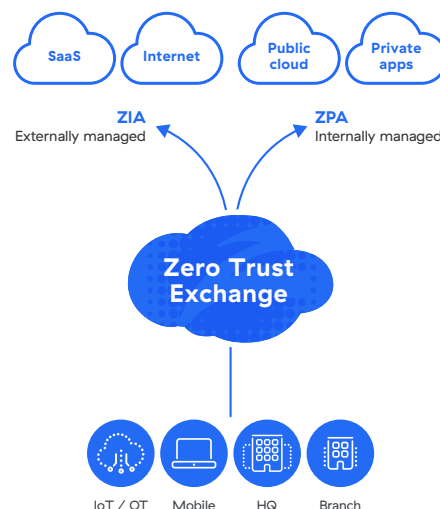 SaaS
Internet
Public
cloud
Private
apps
ZIA
Externally managed
ZPA
Internally managed
Zero Trust
Exchange
IoT / OT
Mobile
HQ
Branch